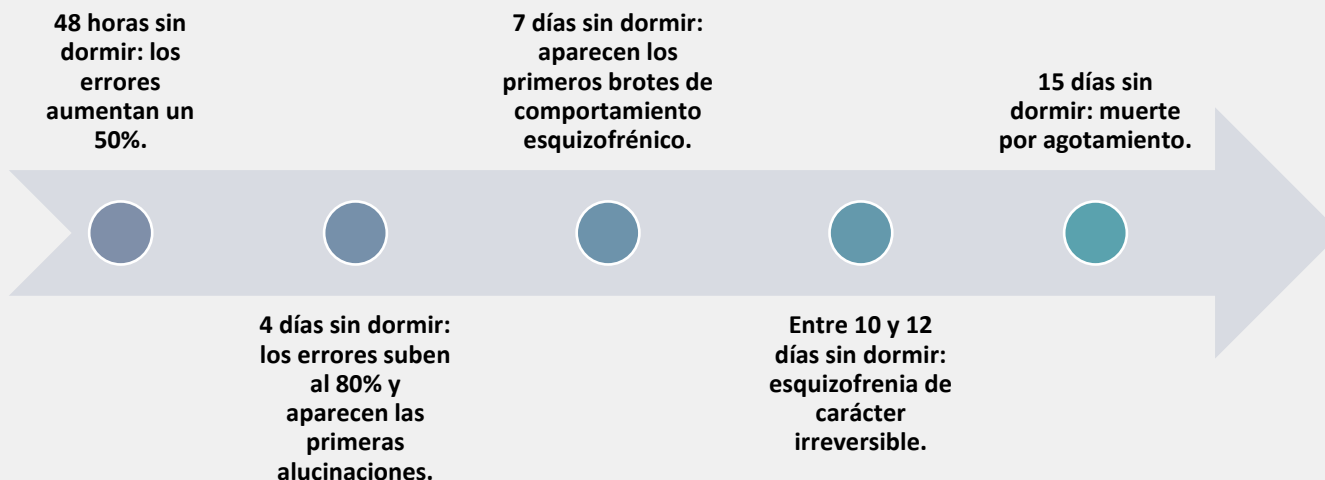 48 horas sin
dormir: los
errores
aumentan un
50%.
4 días sin dormir:
los errores suben
al 80% y
aparecen las
primeras
alucinaciones.
7 días sin dormir:
aparecen los
primeros brotes de
comportamiento
esquizofrénico.
Entre 10 y 12
días sin dormir:
esquizofrenia de
carácter
irreversible.
15 días sin
dormir: muerte
por agotamiento.